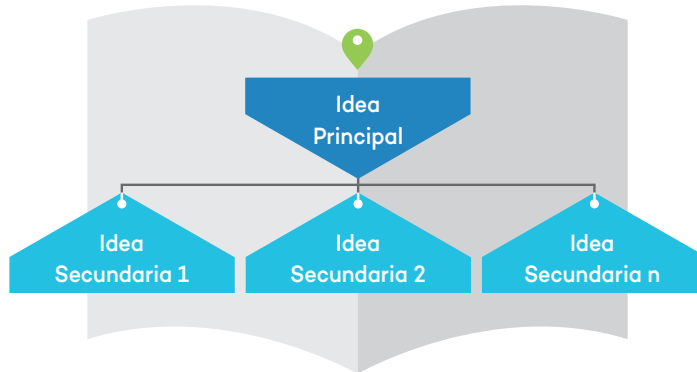 Idea
Principal
Idea
Secundaria 1
Idea
Secundaria 2
Idea
Secundaria n